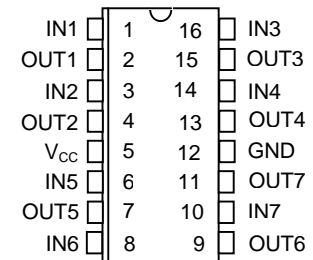 IN1 1 16 IN3
OUT1 2 15 OUT3
IN2 3 14 IN4
OUT2 4 13 OUT4
VCC 5 12 GND
IN5 6 11 OUT7
OUT5 7 10 IN7
IN6 8 9 OUT6